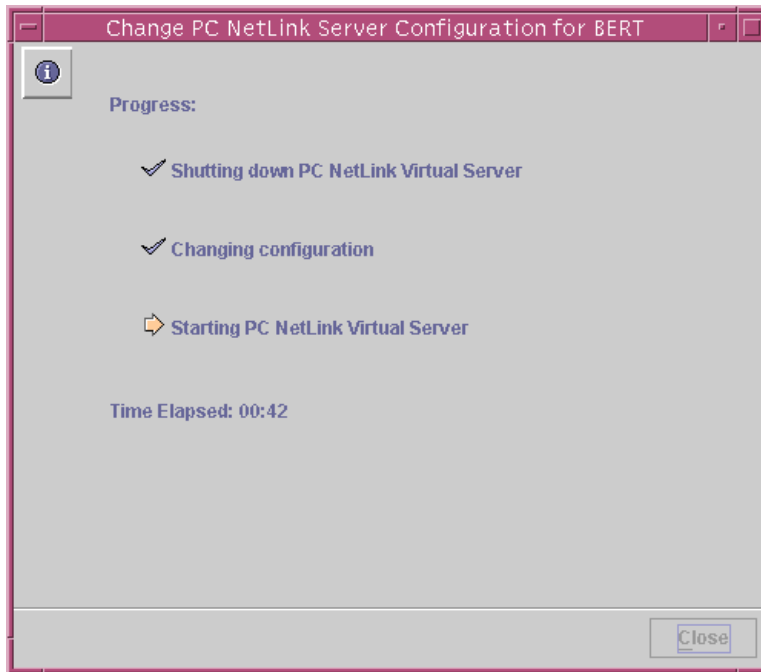 Change PC NetLink Server Configuration for BERT
Progress:
Shutting down PC NetLink Virtual Server
Changing configuration
Starting PC NetLink Virtual Server
Time Elapsed: 00:42
Close